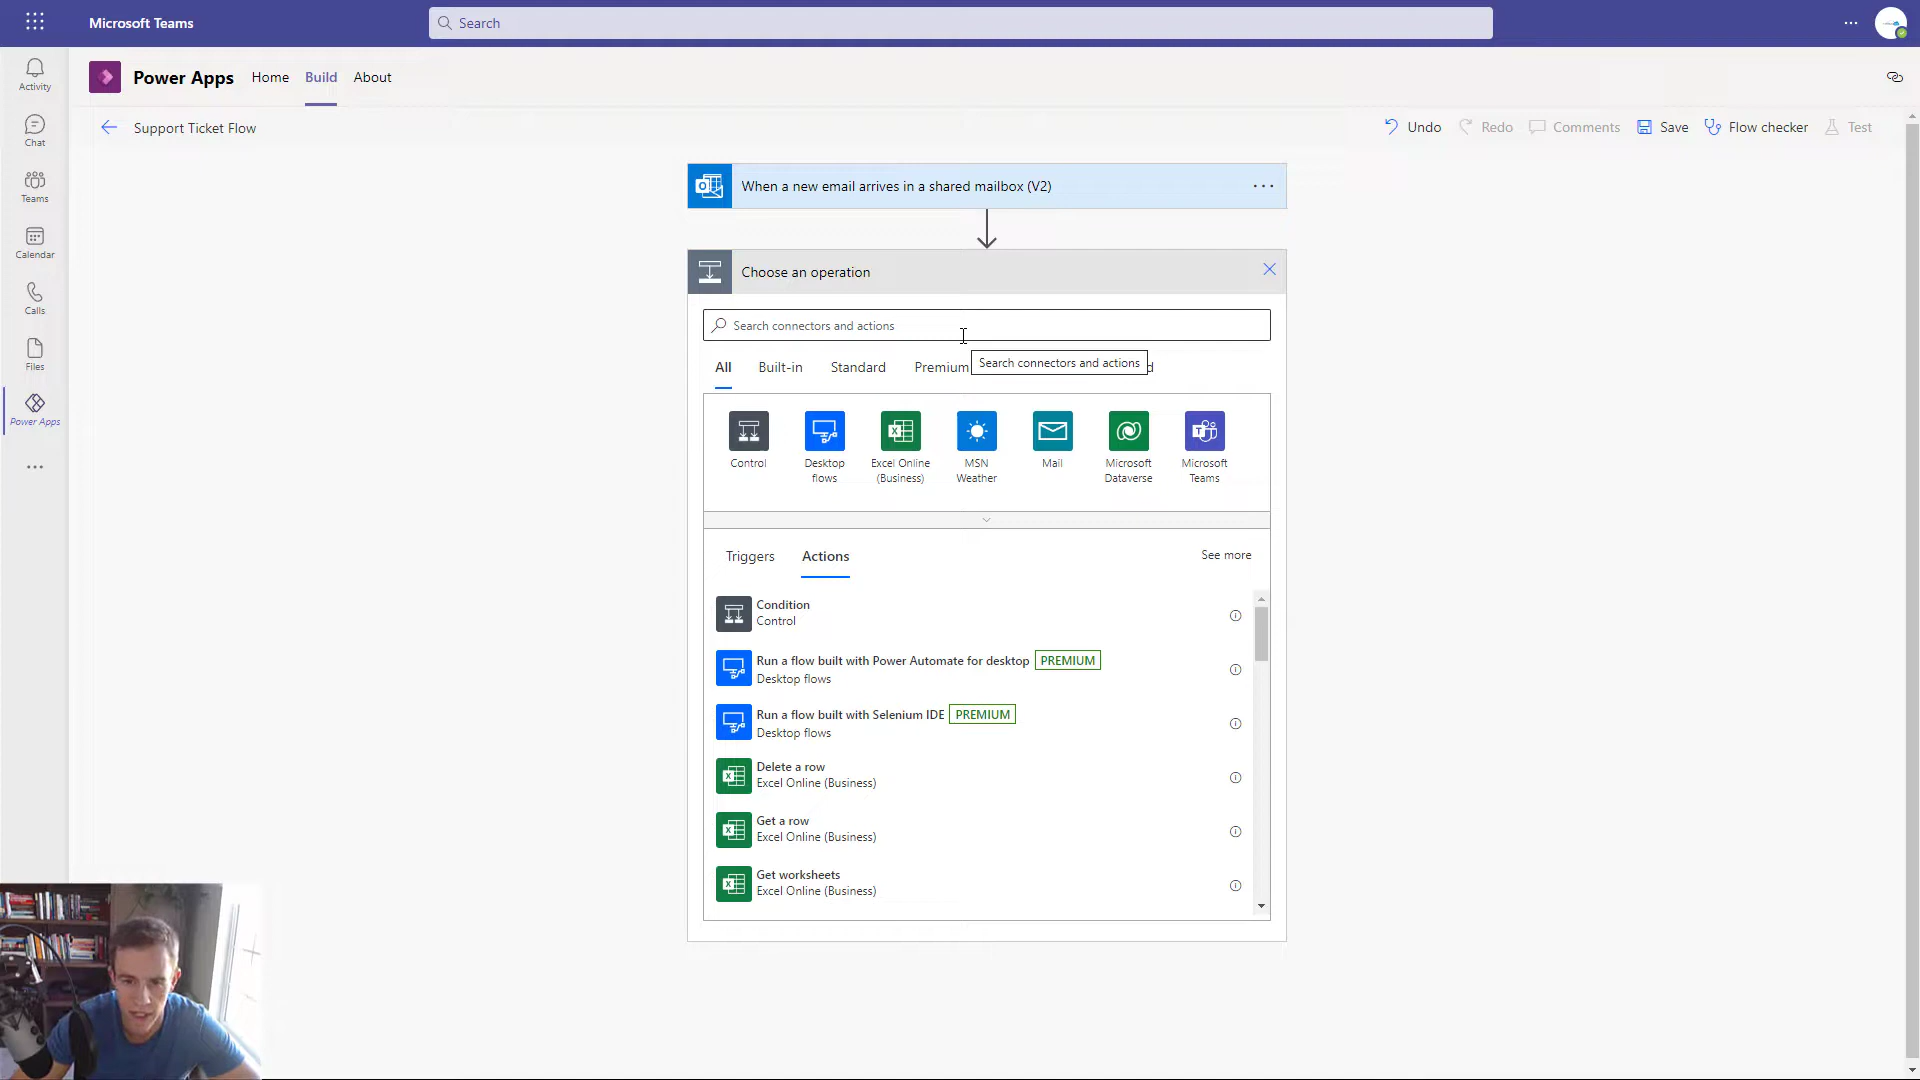 Microsoft Teams
Search
Activity
Chat
Teams
Calendar
Calls
Files
Power Apps
Power Apps
Home
Build
About
Support Ticket Flow
Undo
Redo
Comments
Save
Flow checker
Test
When a new email arrives in a shared mailbox (V2)
Choose an operation
Search connectors and actions
Search connectors and actions
All
Built-in
Standard
Premium
Control
Desktop
flows
Excel Online
(Business)
MSN
Weather
Mail
Microsoft
Dataverse
Microsoft
Teams
Triggers
Actions
See more
Condition
Control
Run a flow built with Power Automate for desktop PREMIUM
Desktop flows
Run a flow built with Selenium IDE PREMIUM
Desktop flows
Delete a row
Excel Online (Business)
Get a row
Excel Online (Business)
Get worksheets
Excel Online (Business)